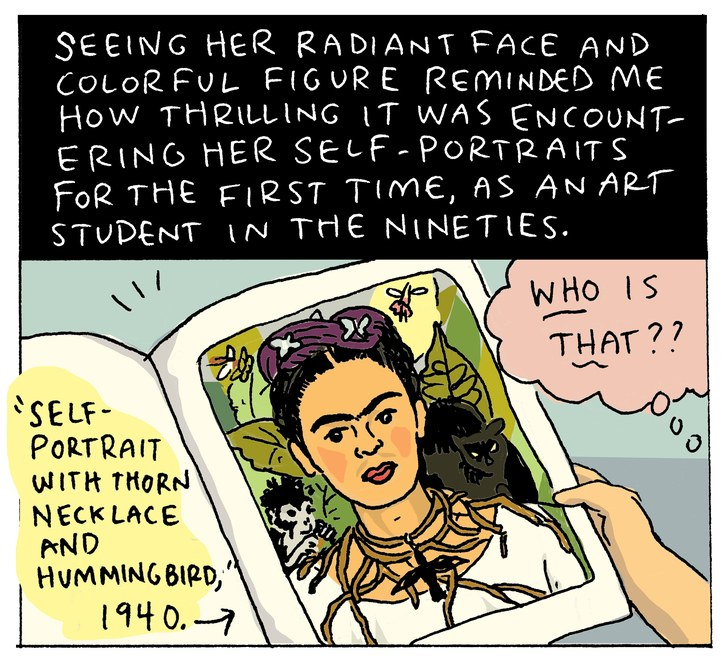 SEEING HER RADIANT FACE AND
COLORFUL FIGURE REMINDED ME
HOW THRILLING IT WAS ENCOUNT-
ERING HER SELF-PORTRAITS
FOR THE FIRST TIME, AS AN ART
STUDENT IN THE NINETIES.
WHO IS
THAT??
"SELF-
PORTRAIT
WITH THORN
NECKLACE
AND
HUMMINGBIRD,"
1940. →